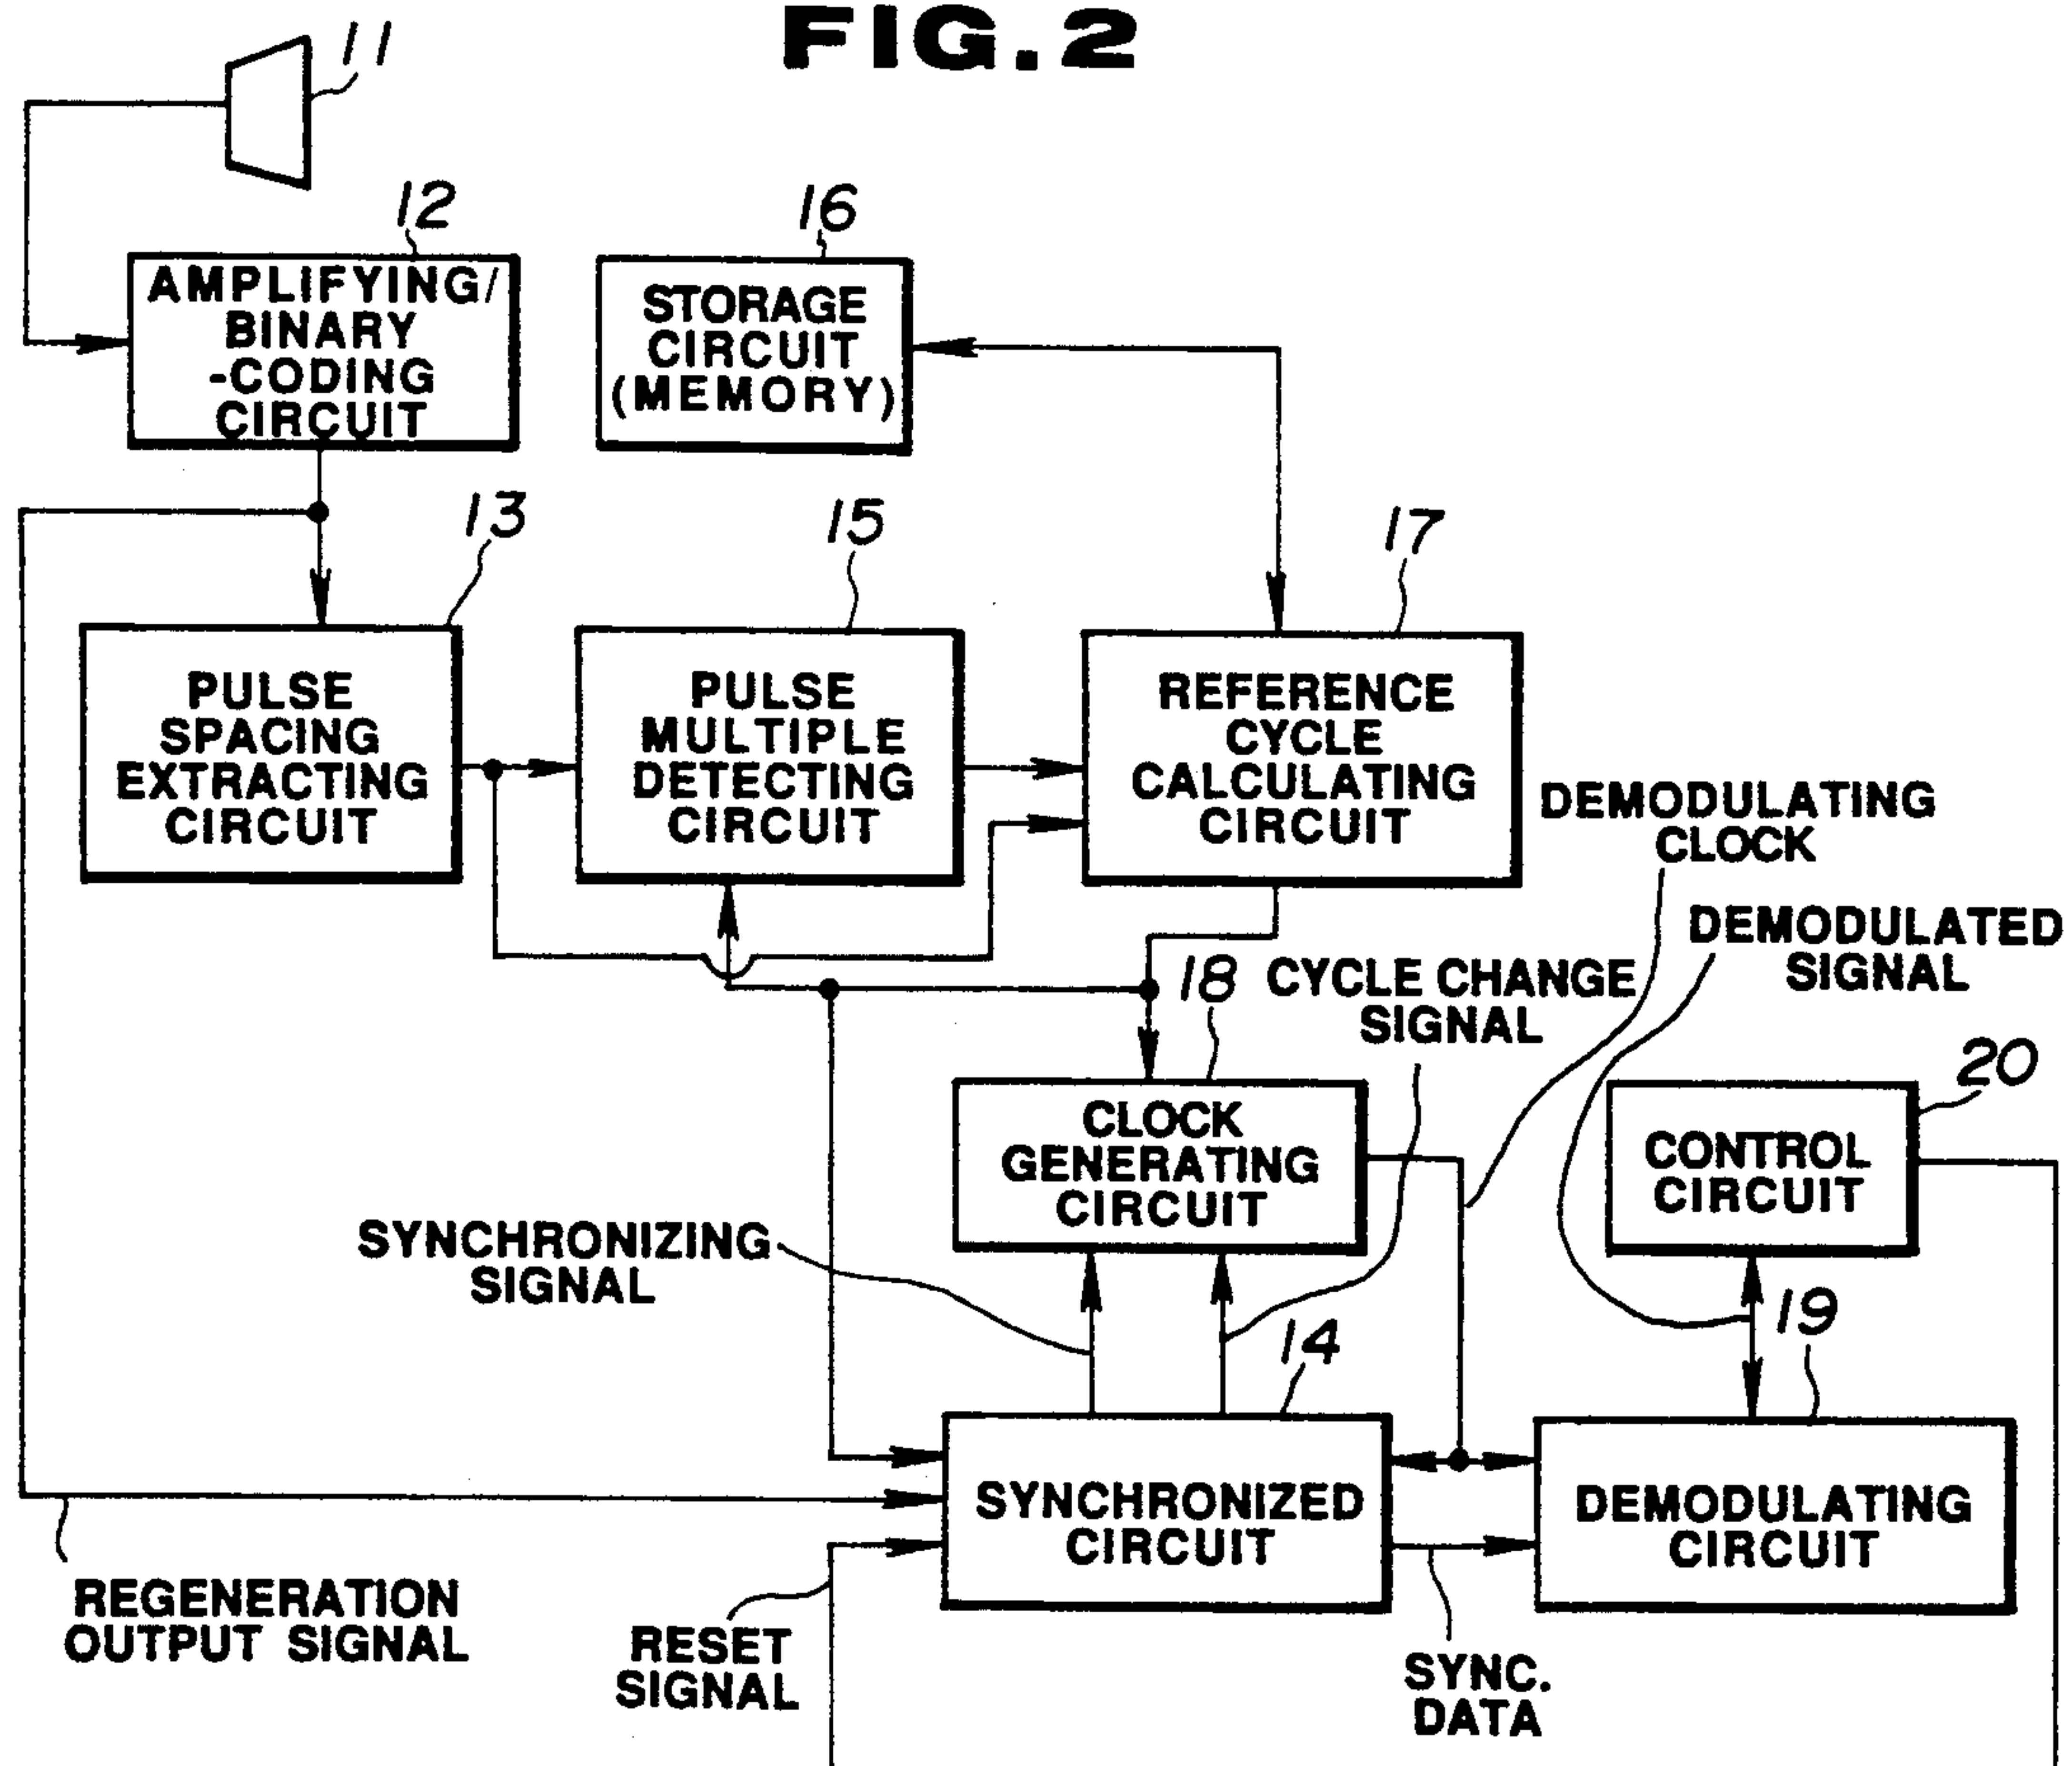 FIG.2
11
12
AMPLIFYING/
BINARY
-CODING
CIRCUIT
16
STORAGE
CIRCUIT
(MEMORY)
13
PULSE
SPACING
EXTRACTING
CIRCUIT
15
PULSE
MULTIPLE
DETECTING
CIRCUIT
17
REFERENCE
CYCLE
CALCULATING
CIRCUIT
DEMODULATING
CLOCK
DEMODULATED
SIGNAL
18
CYCLE CHANGE
SIGNAL
CLOCK
GENERATING
CIRCUIT
20
CONTROL
CIRCUIT
SYNCHRONIZING
SIGNAL
14
19
SYNCHRONIZED
CIRCUIT
DEMODULATING
CIRCUIT
REGENERATION
OUTPUT SIGNAL
RESET
SIGNAL
SYNC.
DATA